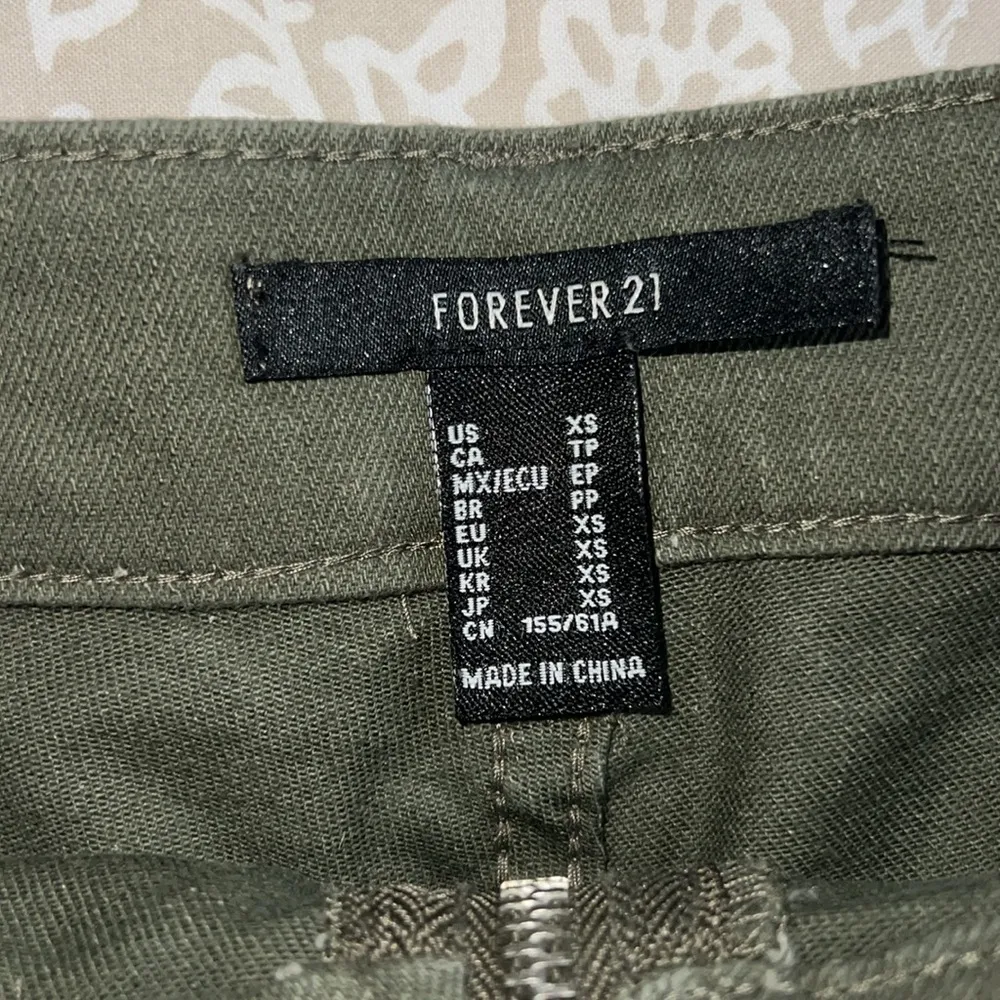 FOREVER 21
US XS
CA TP
MX/ECU EP
BR PP
EU XS
UK XS
KR XS
JP XS
CN 155/61A
MADE IN CHINA